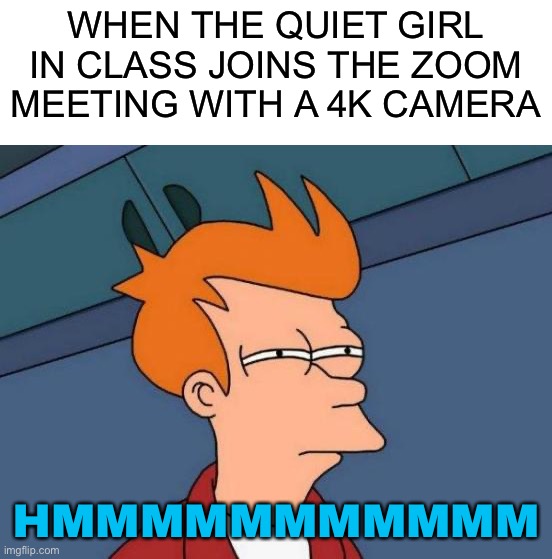 WHEN THE QUIET GIRL
IN CLASS JOINS THE ZOOM
MEETING WITH A 4K CAMERA
HMMMMMMMMMMMM
imgflip.com